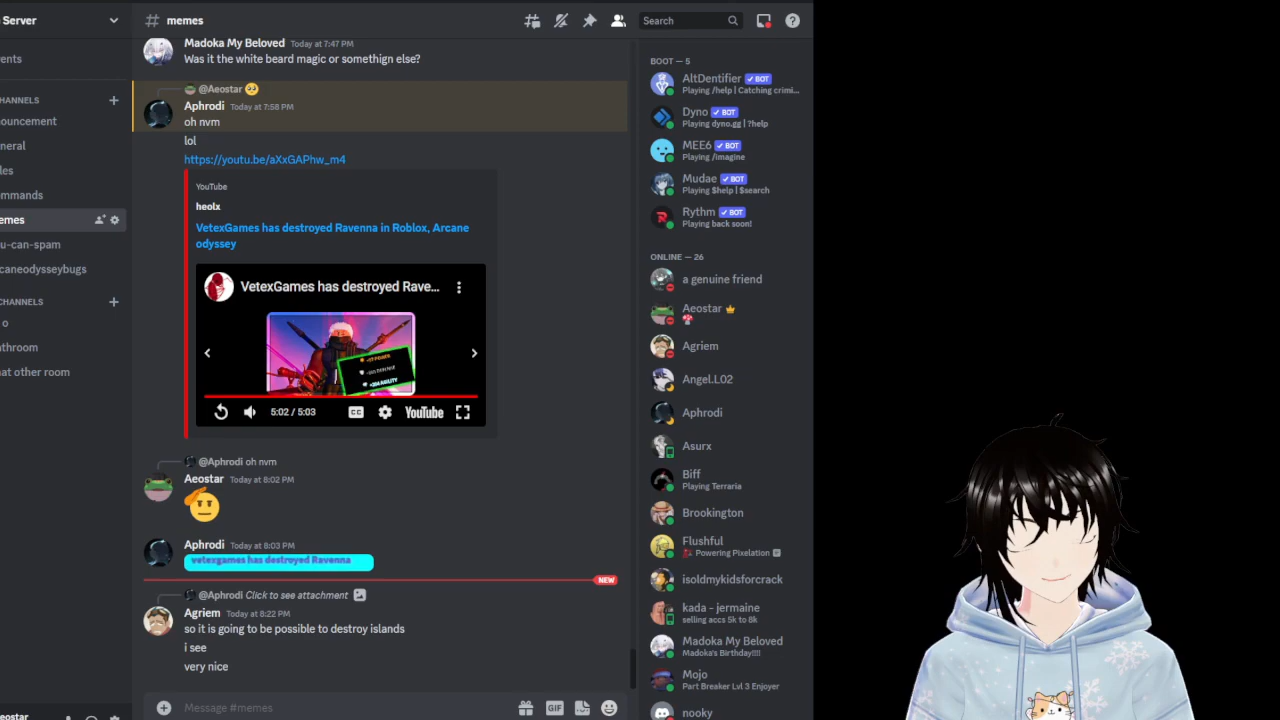 Server
ents
HANNELS
ouncement
neral
les
mmands
emes
u-can-spam
caneodysseybugs
CHANNELS
o
athroom
hat other room
Aeostar
# memes
Search
Madoka My Beloved Today at 7:47 PM
Was it the white beard magic or somethign else?
@Aeostar 🥺
Aphrodi Today at 7:58 PM
oh nvm
lol
https://youtu.be/aXxGAPhw_m4
YouTube
heolx
VetexGames has destroyed Ravenna in Roblox, Arcane
odyssey
VetexGames has destroyed Rave...
5:02 / 5:03
CC
YouTube
@Aphrodi oh nvm
Aeostar Today at 8:02 PM
Aphrodi Today at 8:03 PM
vetexgames has destroyed Ravenna
NEW
@Aphrodi Click to see attachment
Agriem Today at 8:22 PM
so it is going to be possible to destroy islands
i see
very nice
Message #memes
GIF
BOOT — 5
AltDentifier ✓ BOT
Playing /help | Catching crimi...
Dyno ✓ BOT
Playing dyno.gg | ?help
MEE6 ✓ BOT
Playing /imagine
Mudae ✓ BOT
Playing $help | $search
Rythm ✓ BOT
Playing back soon!
ONLINE — 26
a genuine friend
Aeostar
Agriem
Angel.L02
Aphrodi
Asurx
Biff
Playing Terraria
Brookington
Flushful
Powering Pixelation
isoldmykidsforcrack
kada - jermaine
selling accs 5k to 8k
Madoka My Beloved
Madoka's Birthday!!!!
Mojo
Part Breaker Lvl 3 Enjoyer
nooky